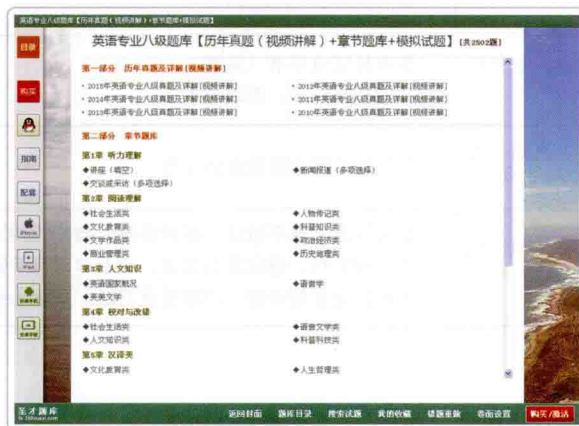 英语专业八级题库【历年真题(视频讲解)+章节题库+模拟试题】
英语专业八级题库【历年真题(视频讲解)+章节题库+模拟试题】[共2502题]
目录
购买
指南
配套
iPhone
iPad
安卓手机
安卓平板
第一部分 历年真题及详解[视频讲解]
·2015年英语专业八级真题及详解[视频讲解] ·2012年英语专业八级真题及详解[视频讲解]
·2014年英语专业八级真题及详解[视频讲解] ·2011年英语专业八级真题及详解[视频讲解]
·2013年英语专业八级真题及详解[视频讲解] ·2010年英语专业八级真题及详解[视频讲解]
第二部分 章节题库
第1章 听力理解
◆讲座(填空) ◆新闻报道(多项选择)
◆交谈或采访(多项选择)
第2章 阅读理解
◆社会生活类 ◆人物传记类
◆文化教育类 ◆科普知识类
◆文学作品类 ◆政治经济类
◆商业管理类 ◆历史地理类
第3章 人文知识
◆英语国家概况 ◆语言学
◆英美文学
第4章 校对与改错
◆社会生活类 ◆语言文学类
◆人文知识类 ◆科普科技类
第5章 汉译英
◆文化教育类 ◆人生哲理类
圣才题库
返回封面 题库目录 搜索试题 我的收藏 错题重做 卷面设置 购买/激活